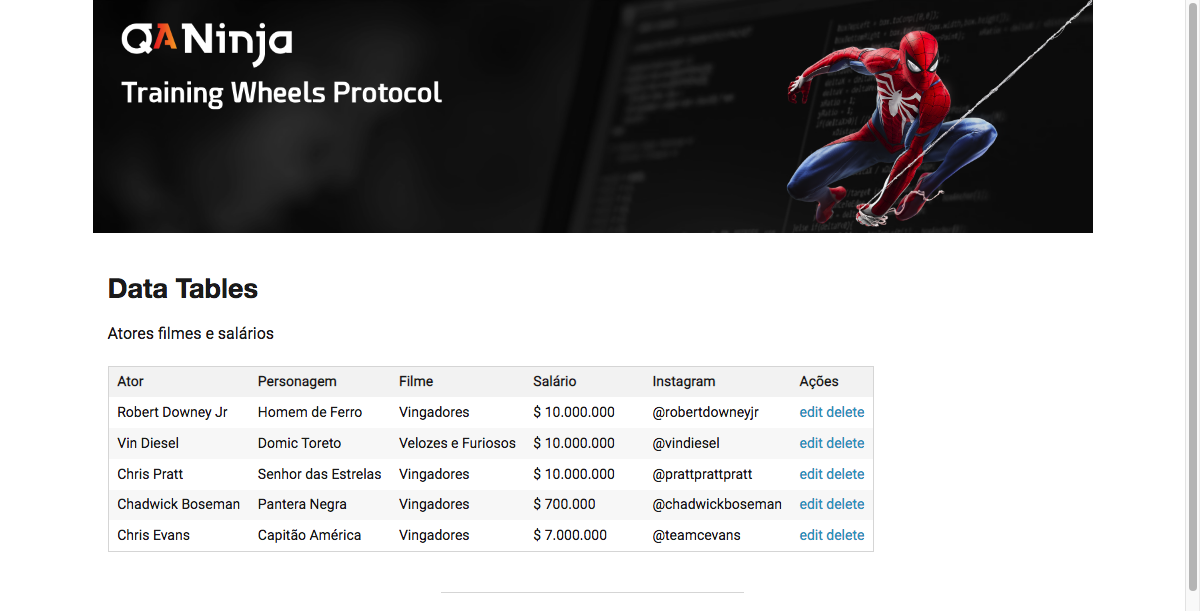 QANinja
Training Wheels Protocol
Data Tables
Atores filmes e salários
Ator Personagem Filme Salário Instagram Ações
Robert Downey Jr Homem de Ferro Vingadores $ 10.000.000 @robertdowneyjr edit delete
Vin Diesel Domic Toreto Velozes e Furiosos $ 10.000.000 @vindiesel edit delete
Chris Pratt Senhor das Estrelas Vingadores $ 10.000.000 @prattprattpratt edit delete
Chadwick Boseman Pantera Negra Vingadores $ 700.000 @chadwickboseman edit delete
Chris Evans Capitão América Vingadores $ 7.000.000 @teamcevans edit delete